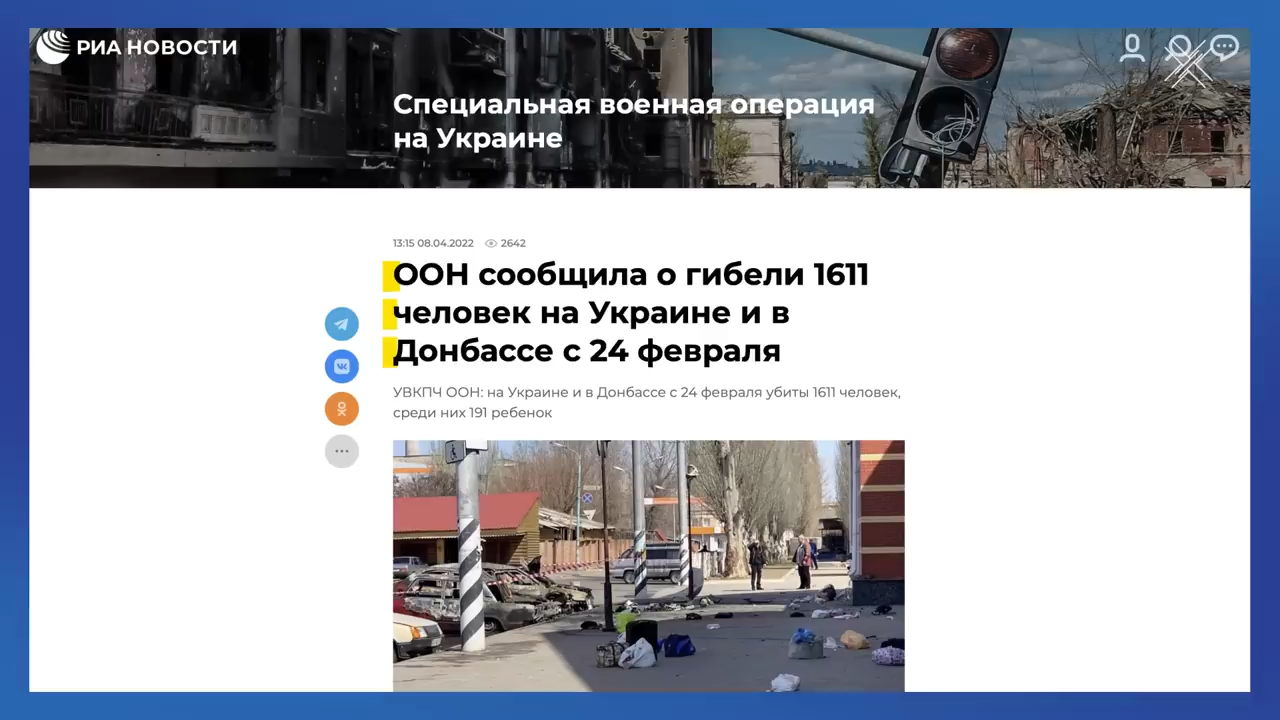 РИА НОВОСТИ
Специальная военная операция
на Украине
13:15 08.04.2022 2642
ООН сообщила о гибели 1611
человек на Украине и в
Донбассе с 24 февраля
УВКПЧ ООН: на Украине и в Донбассе с 24 февраля убиты 1611 человек,
среди них 191 ребенок